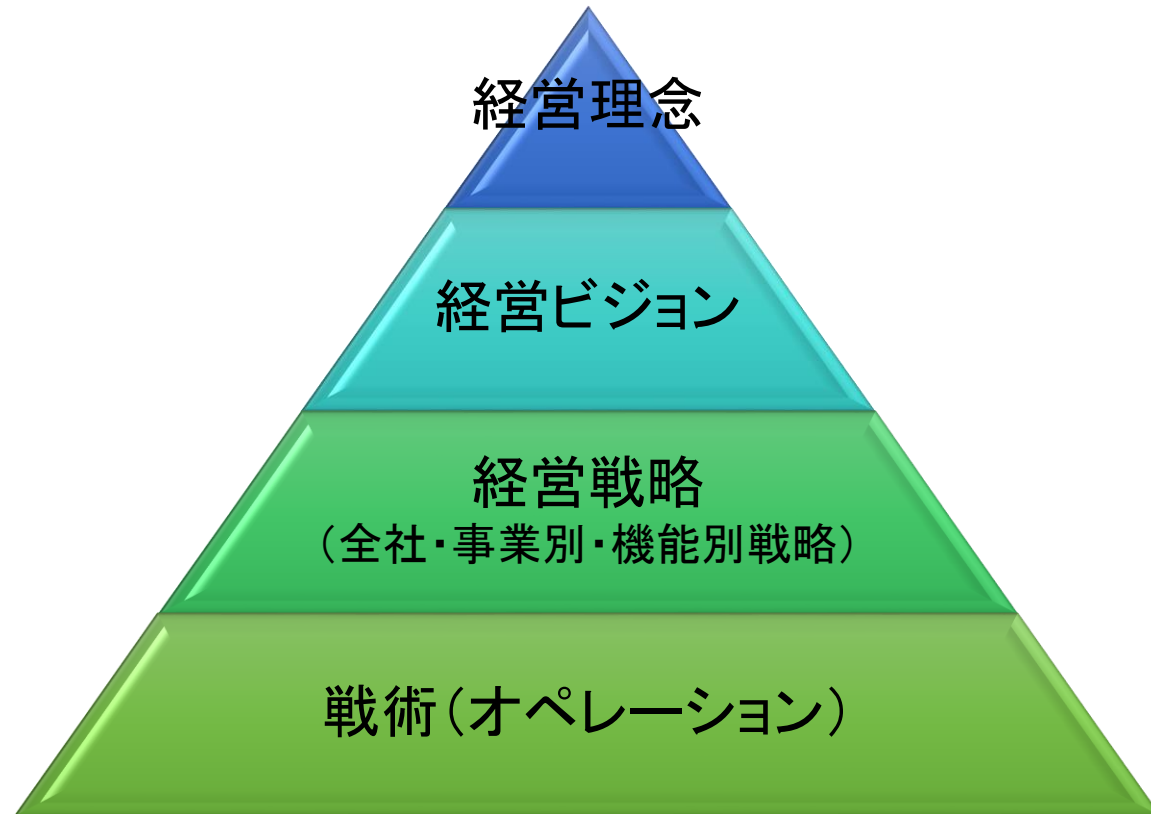 経営理念
経営ビジョン
経営戦略
（全社・事業別・機能別戦略）
戦術（オペレーション）